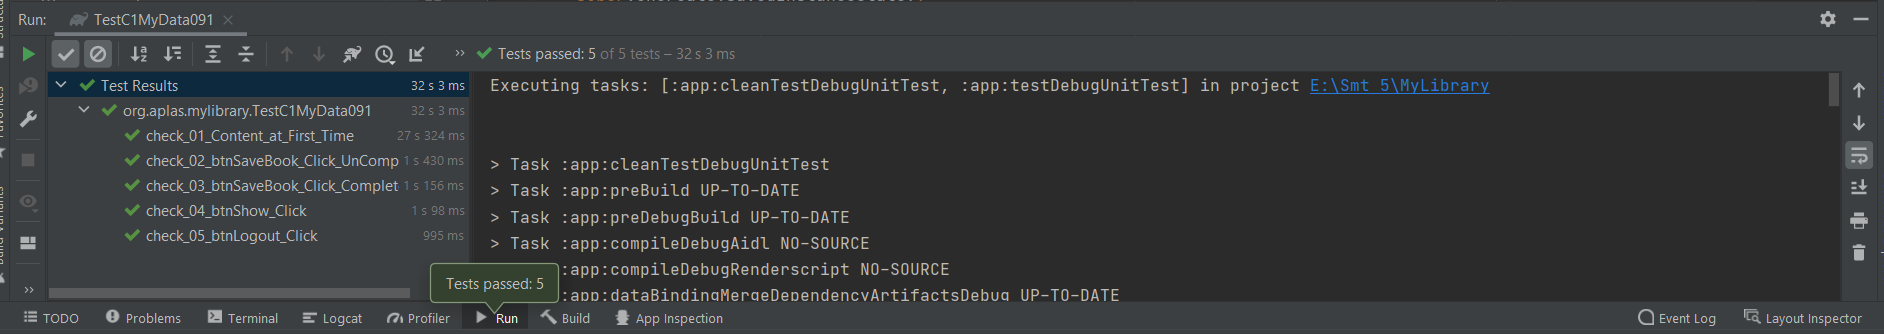 Run: TestC1MyData091
Tests passed: 5 of 5 tests – 32 s 3 ms
Test Results 32 s 3 ms
org.aplas.mylibrary.TestC1MyData091 32 s 3 ms
check_01_Content_at_First_Time 27 s 324 ms
check_02_btnSaveBook_Click_UnComp 1 s 430 ms
check_03_btnSaveBook_Click_Complet 1 s 156 ms
check_04_btnShow_Click 1 s 98 ms
check_05_btnLogout_Click 995 ms
Executing tasks: [:app:cleanTestDebugUnitTest, :app:testDebugUnitTest] in project E:\Smt 5\MyLibrary
> Task :app:cleanTestDebugUnitTest
> Task :app:preBuild UP-TO-DATE
> Task :app:preDebugBuild UP-TO-DATE
> Task :app:compileDebugAidl NO-SOURCE
:app:compileDebugRenderscript NO-SOURCE
:app:dataBindingMergeDependencyArtifactsDebug UP-TO-DATE
Tests passed: 5
TODO Problems Terminal Logcat Profiler Run Build App Inspection Event Log Layout Inspector